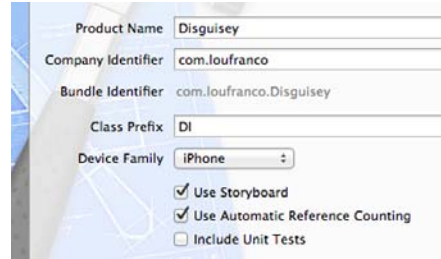 Product Name Disguisey
Company Identifier com.loufranco
Bundle Identifier com.loufranco.Disguisey
Class Prefix DI
Device Family iPhone
Use Storyboard
Use Automatic Reference Counting
Include Unit Tests